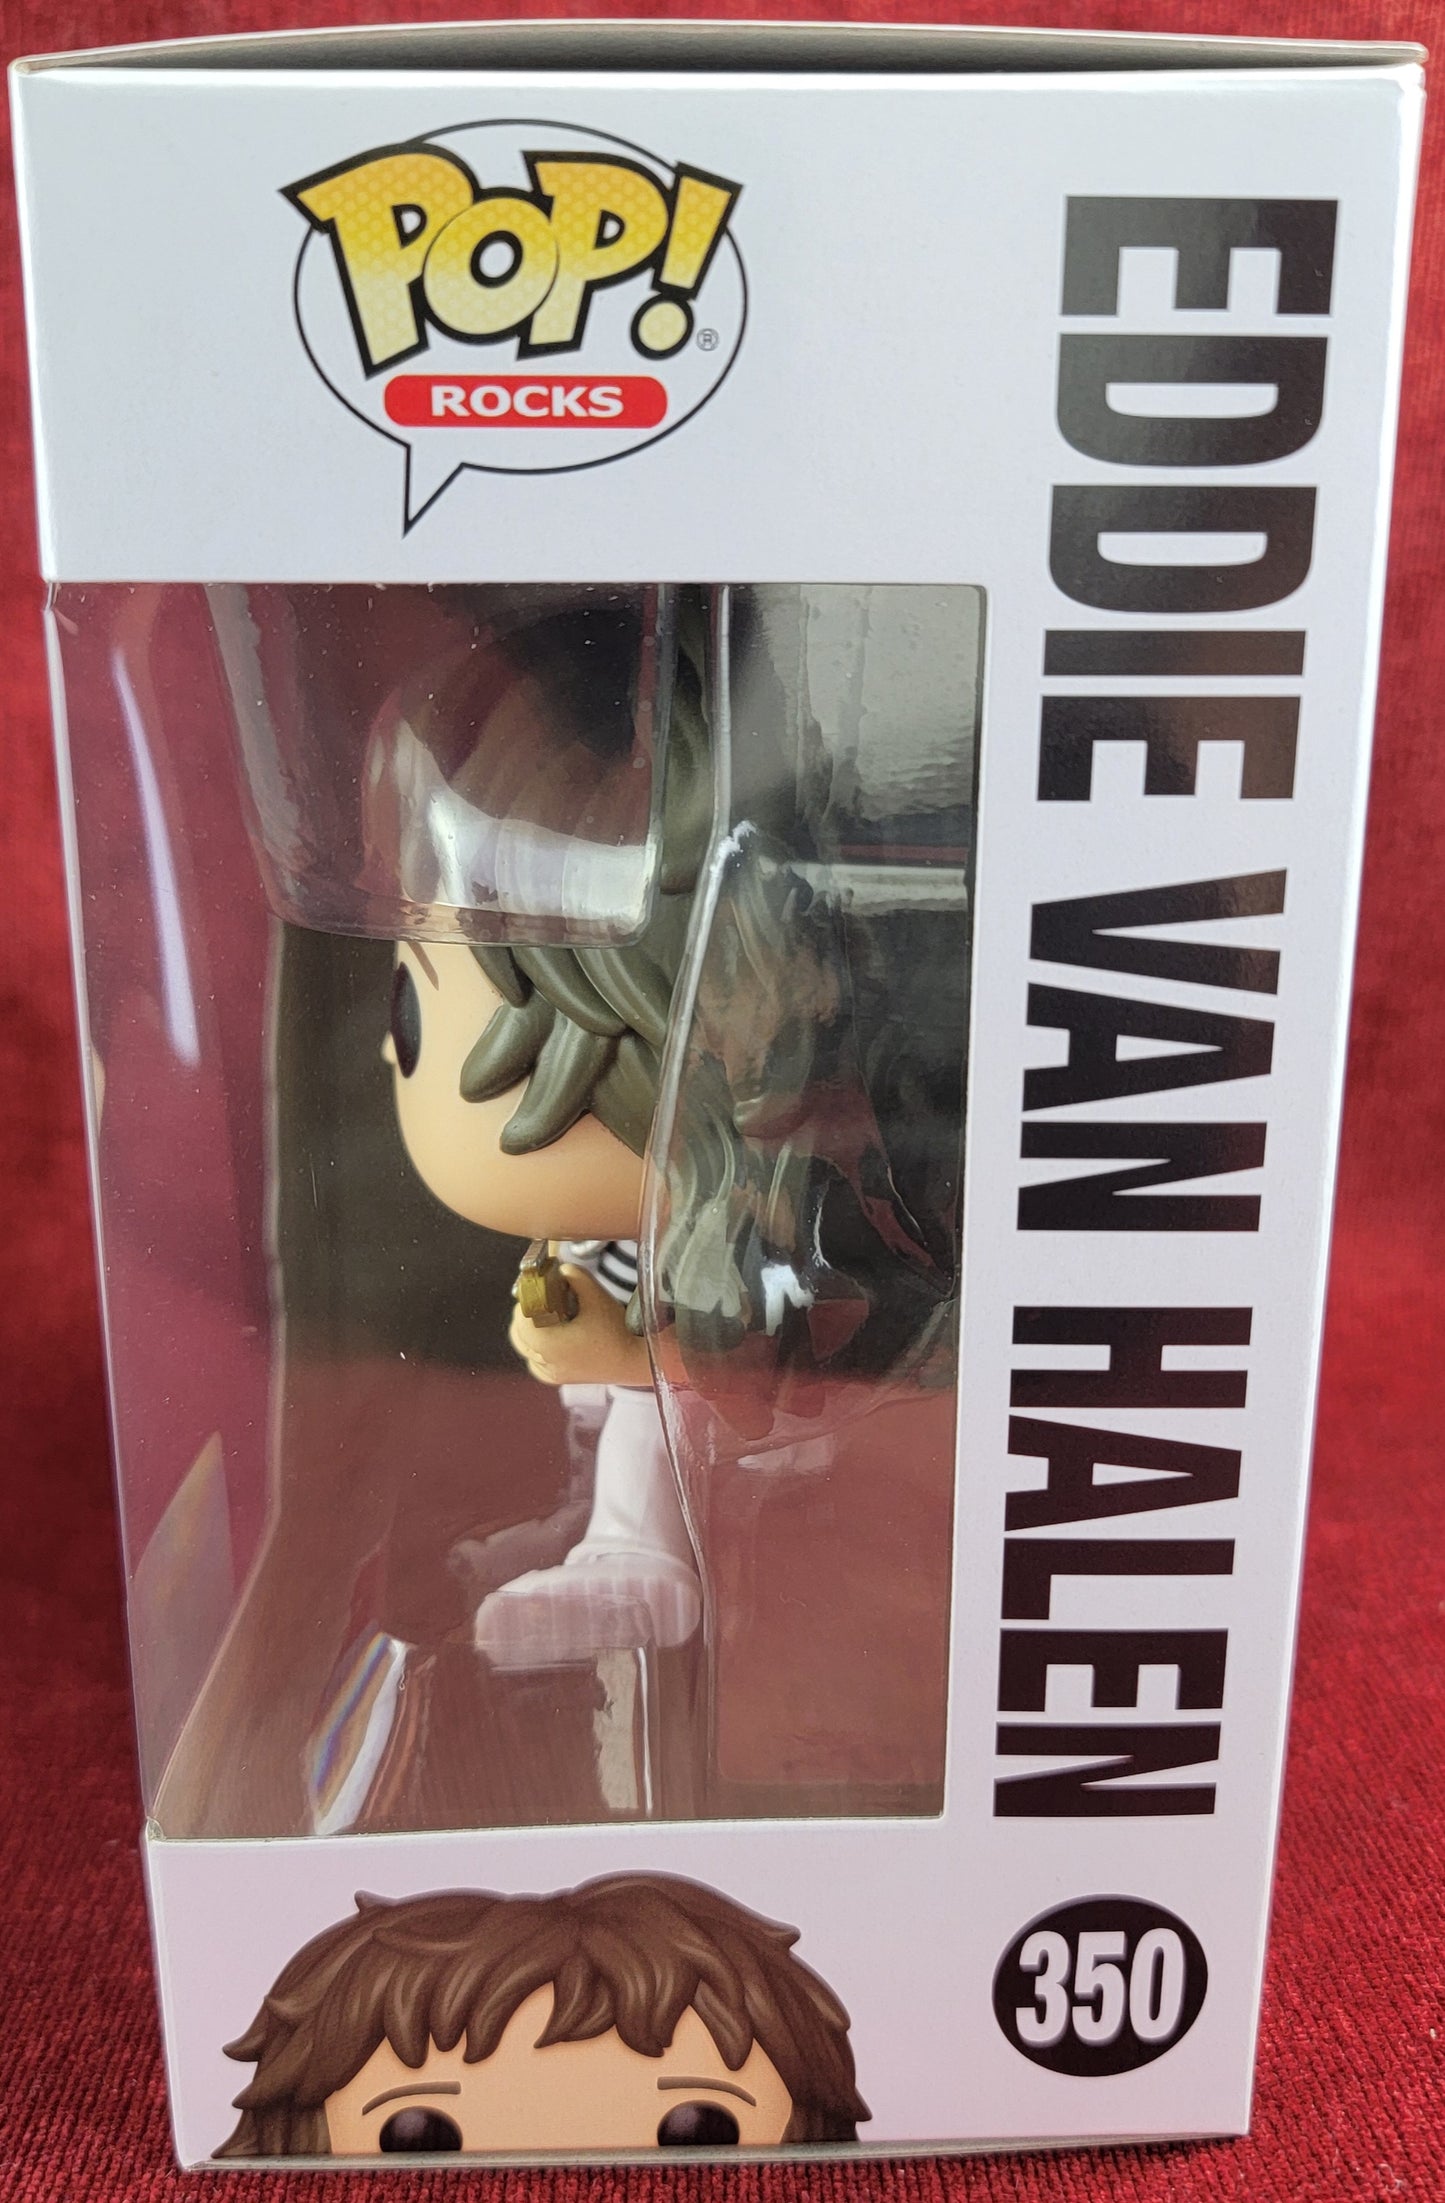 POP!®
ROCKS
EDDIE VAN HALEN
350